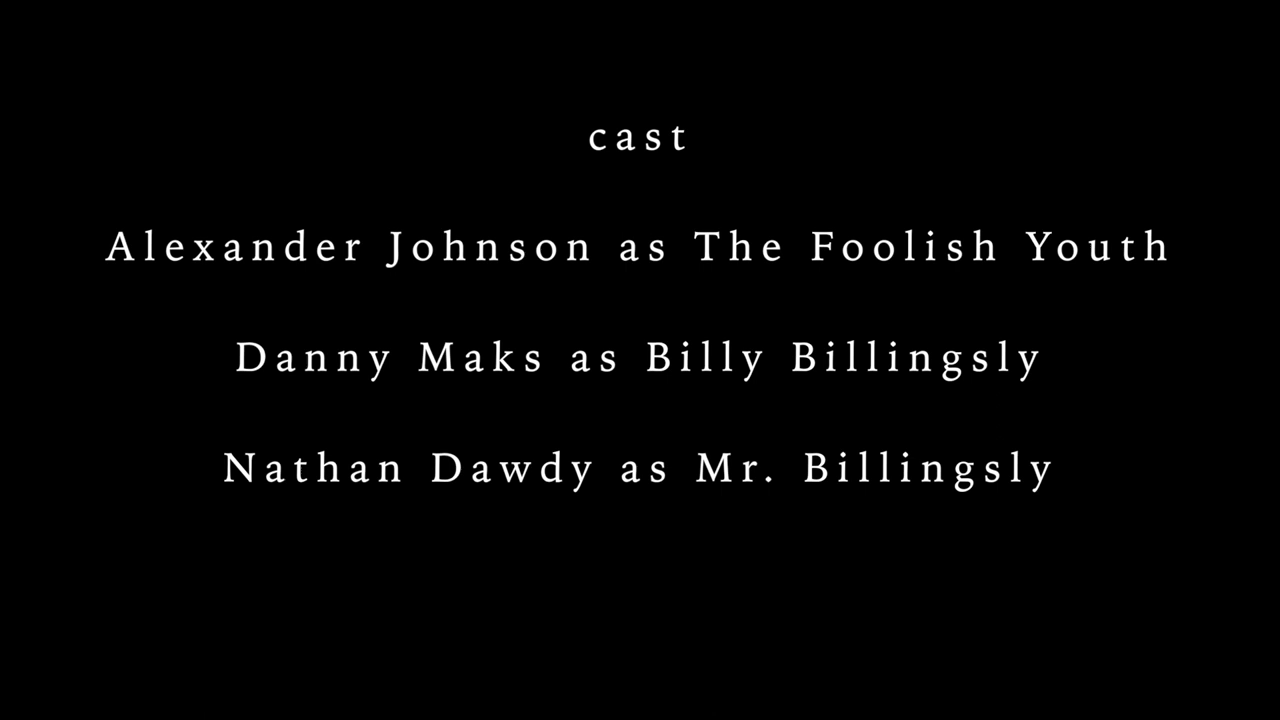 cast
Alexander Johnson as The Foolish Youth
Danny Maks as Billy Billingsly
Nathan Dawdy as Mr. Billingsly